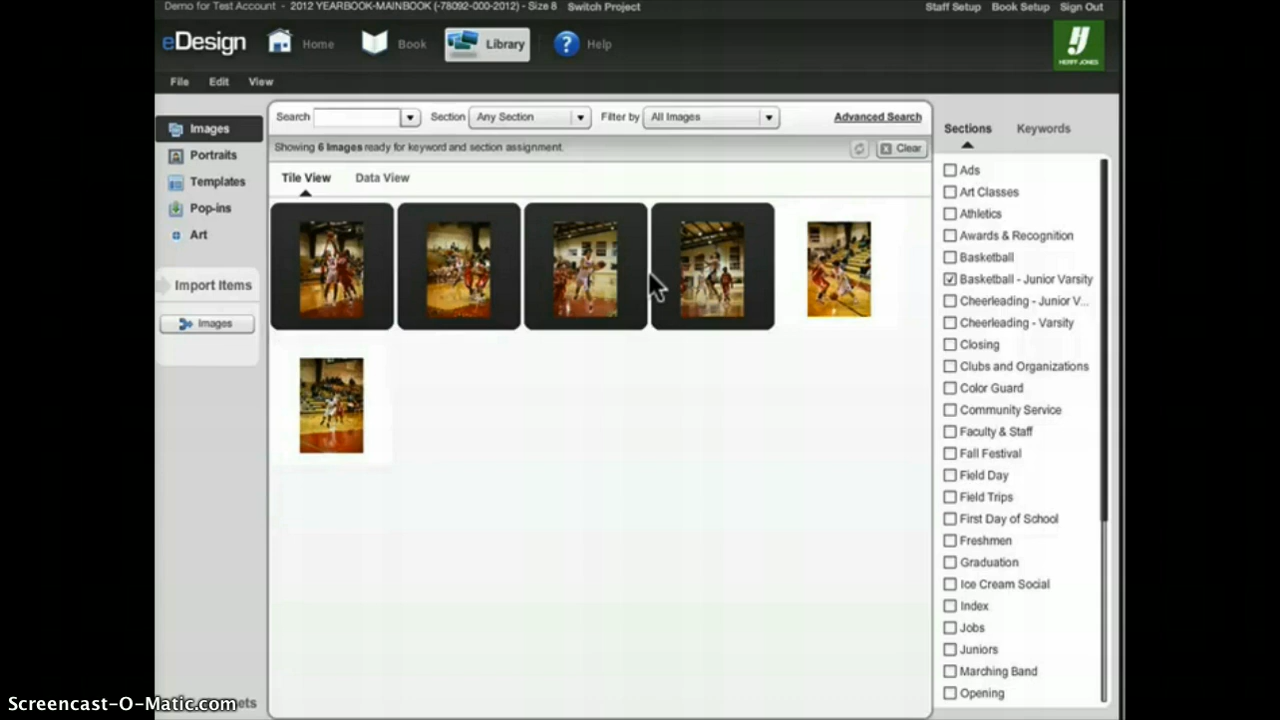 Demo for Test Account - 2012 YEARBOOK-MAINBOOK (-78092-000-2012) - Size 8 Switch Project Staff Setup Book Setup Sign Out
eDesign Home Book Library Help
HERFF JONES
File Edit View
Search Section Any Section Filter by All Images Advanced Search
Showing 6 Images ready for keyword and section assignment. Clear
Tile View Data View
Images
Portraits
Templates
Pop-ins
Art
Import Items
Images
Sections Keywords
Ads
Art Classes
Athletics
Awards & Recognition
Basketball
Basketball - Junior Varsity
Cheerleading - Junior V...
Cheerleading - Varsity
Closing
Clubs and Organizations
Color Guard
Community Service
Faculty & Staff
Fall Festival
Field Day
Field Trips
First Day of School
Freshmen
Graduation
Ice Cream Social
Index
Jobs
Juniors
Marching Band
Opening
Screencast-O-Matic.com